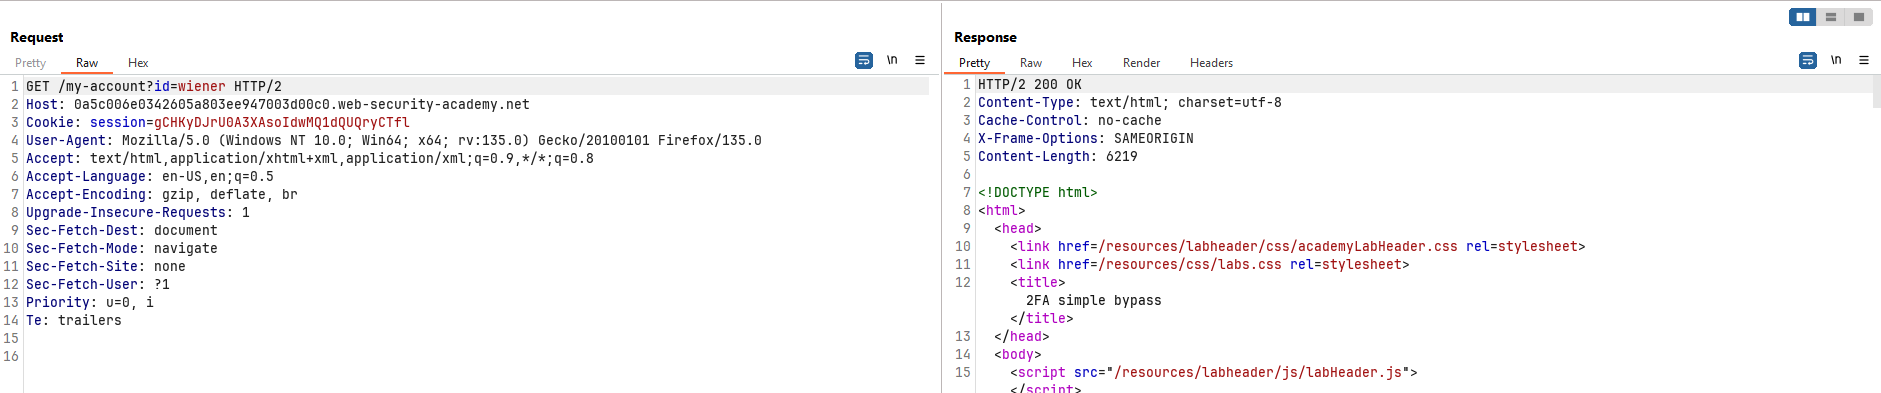 Request
Pretty Raw Hex \n
1 GET /my-account?id=wiener HTTP/2
2 Host: 0a5c006e0342605a803ee947003d00c0.web-security-academy.net
3 Cookie: session=gCHKyDJrU0A3XAsoIdwMQ1dQUQryCTfl
4 User-Agent: Mozilla/5.0 (Windows NT 10.0; Win64; x64; rv:135.0) Gecko/20100101 Firefox/135.0
5 Accept: text/html,application/xhtml+xml,application/xml;q=0.9,*/*;q=0.8
6 Accept-Language: en-US,en;q=0.5
7 Accept-Encoding: gzip, deflate, br
8 Upgrade-Insecure-Requests: 1
9 Sec-Fetch-Dest: document
10 Sec-Fetch-Mode: navigate
11 Sec-Fetch-Site: none
12 Sec-Fetch-User: ?1
13 Priority: u=0, i
14 Te: trailers
15
16
Response
Pretty Raw Hex Render Headers \n
1 HTTP/2 200 OK
2 Content-Type: text/html; charset=utf-8
3 Cache-Control: no-cache
4 X-Frame-Options: SAMEORIGIN
5 Content-Length: 6219
6
7 <!DOCTYPE html>
8 <html>
9 <head>
10 <link href=/resources/labheader/css/academyLabHeader.css rel=stylesheet>
11 <link href=/resources/css/labs.css rel=stylesheet>
12 <title>
2FA simple bypass
</title>
13 </head>
14 <body>
15 <script src="/resources/labheader/js/labHeader.js">
</script>